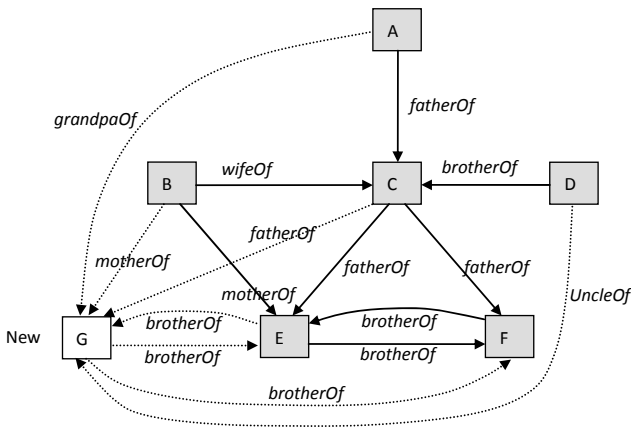 A
fatherOf
grandpaOf
B
wifeOf
C
brotherOf
D
fatherOf
motherOf
fatherOf
fatherOf
motherOf
UncleOf
New
G
brotherOf
brotherOf
E
brotherOf
brotherOf
F
brotherOf